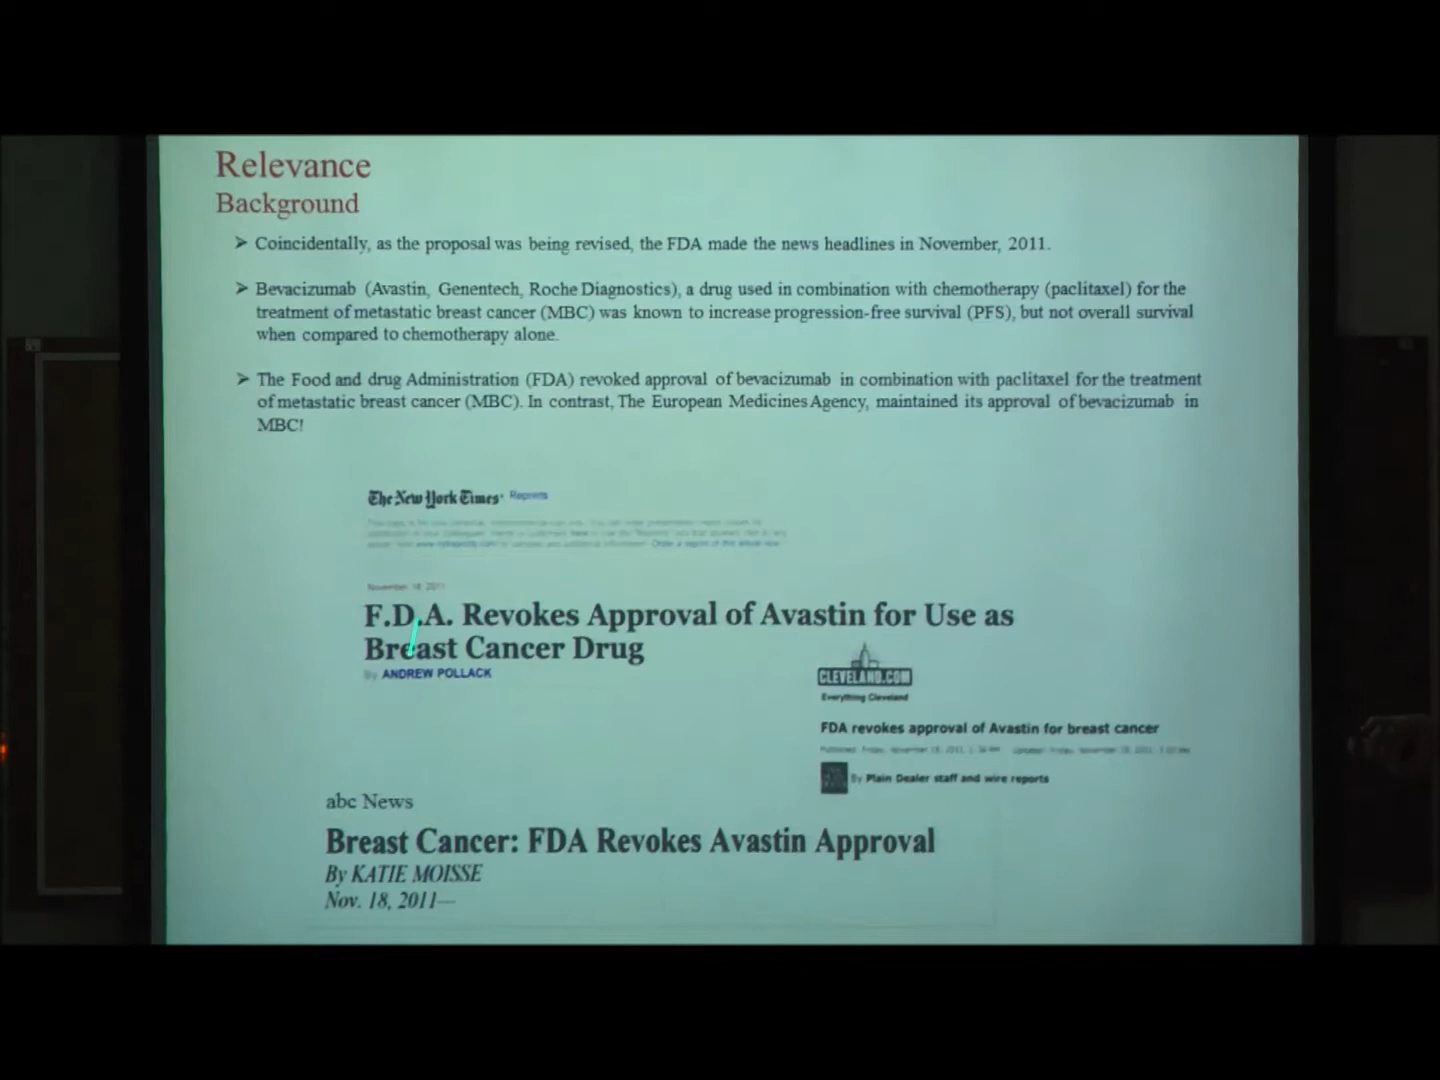 Relevance
Background
➢ Coincidentally, as the proposal was being revised, the FDA made the news headlines in November, 2011.
➢ Bevacizumab (Avastin, Genentech, Roche Diagnostics), a drug used in combination with chemotherapy (paclitaxel) for the
treatment of metastatic breast cancer (MBC) was known to increase progression-free survival (PFS), but not overall survival
when compared to chemotherapy alone.
➢ The Food and drug Administration (FDA) revoked approval of bevacizumab in combination with paclitaxel for the treatment
of metastatic breast cancer (MBC). In contrast, The European Medicines Agency, maintained its approval of bevacizumab in
MBC!
The New York Times Reprints
November 18, 2011
F.D.A. Revokes Approval of Avastin for Use as
Breast Cancer Drug
By ANDREW POLLACK
CLEVELAND.COM
Everything Cleveland
FDA revokes approval of Avastin for breast cancer
By Plain Dealer staff and wire reports
abc News
Breast Cancer: FDA Revokes Avastin Approval
By KATIE MOISSE
Nov. 18, 2011—